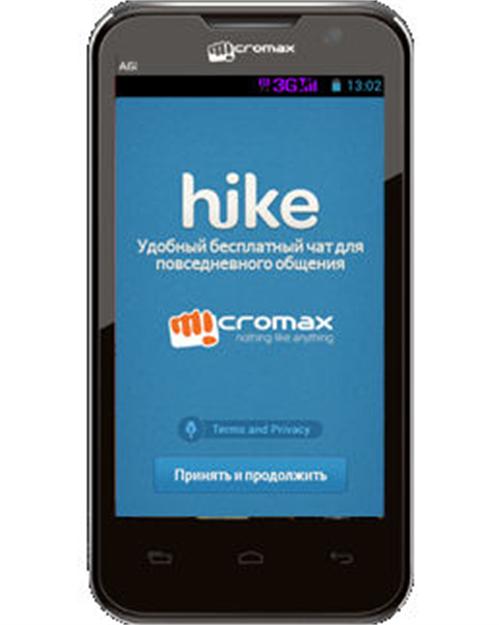 micromax
A61
3G 13:02
hike
Удобный бесплатный чат для
повседневного общения
micromax
nothing like anything
Terms and Privacy
Принять и продолжить